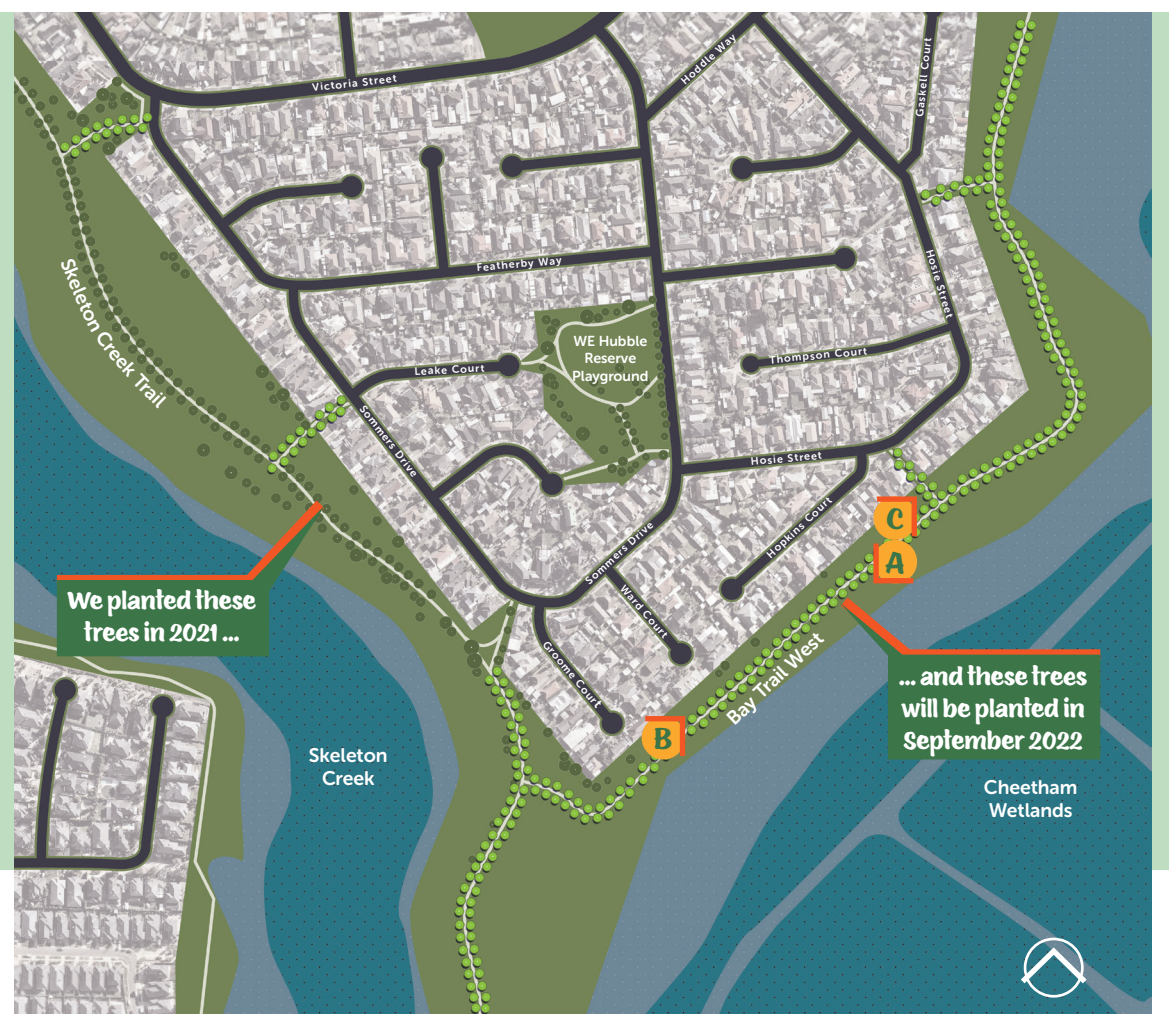 Victoria Street
Hoddle Way
Gaskell Court
Featherby Way
Hosie Street
Skeleton Creek Trail
WE Hubble
Reserve
Playground
Thompson Court
Leake Court
Sommers Drive
Hosie Street
C
A
Hopkins Court
Sommers Drive
Ward Court
We planted these
trees in 2021 ...
Groome Court
Bay Trail West
... and these trees
will be planted in
September 2022
B
Skeleton
Creek
Cheetham
Wetlands